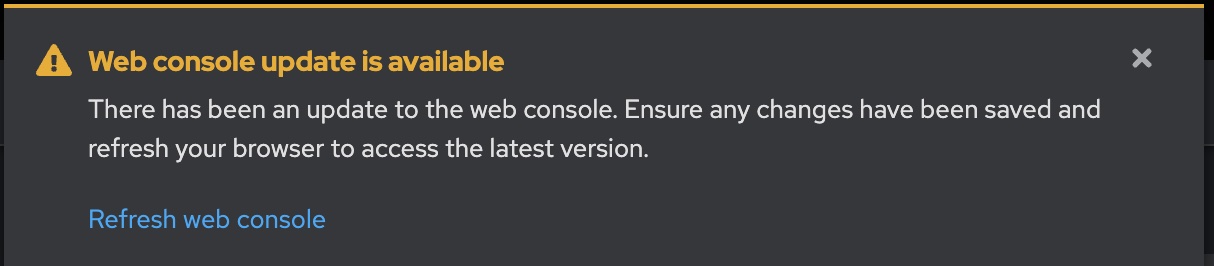 Web console update is available
There has been an update to the web console. Ensure any changes have been saved and
refresh your browser to access the latest version.
Refresh web console